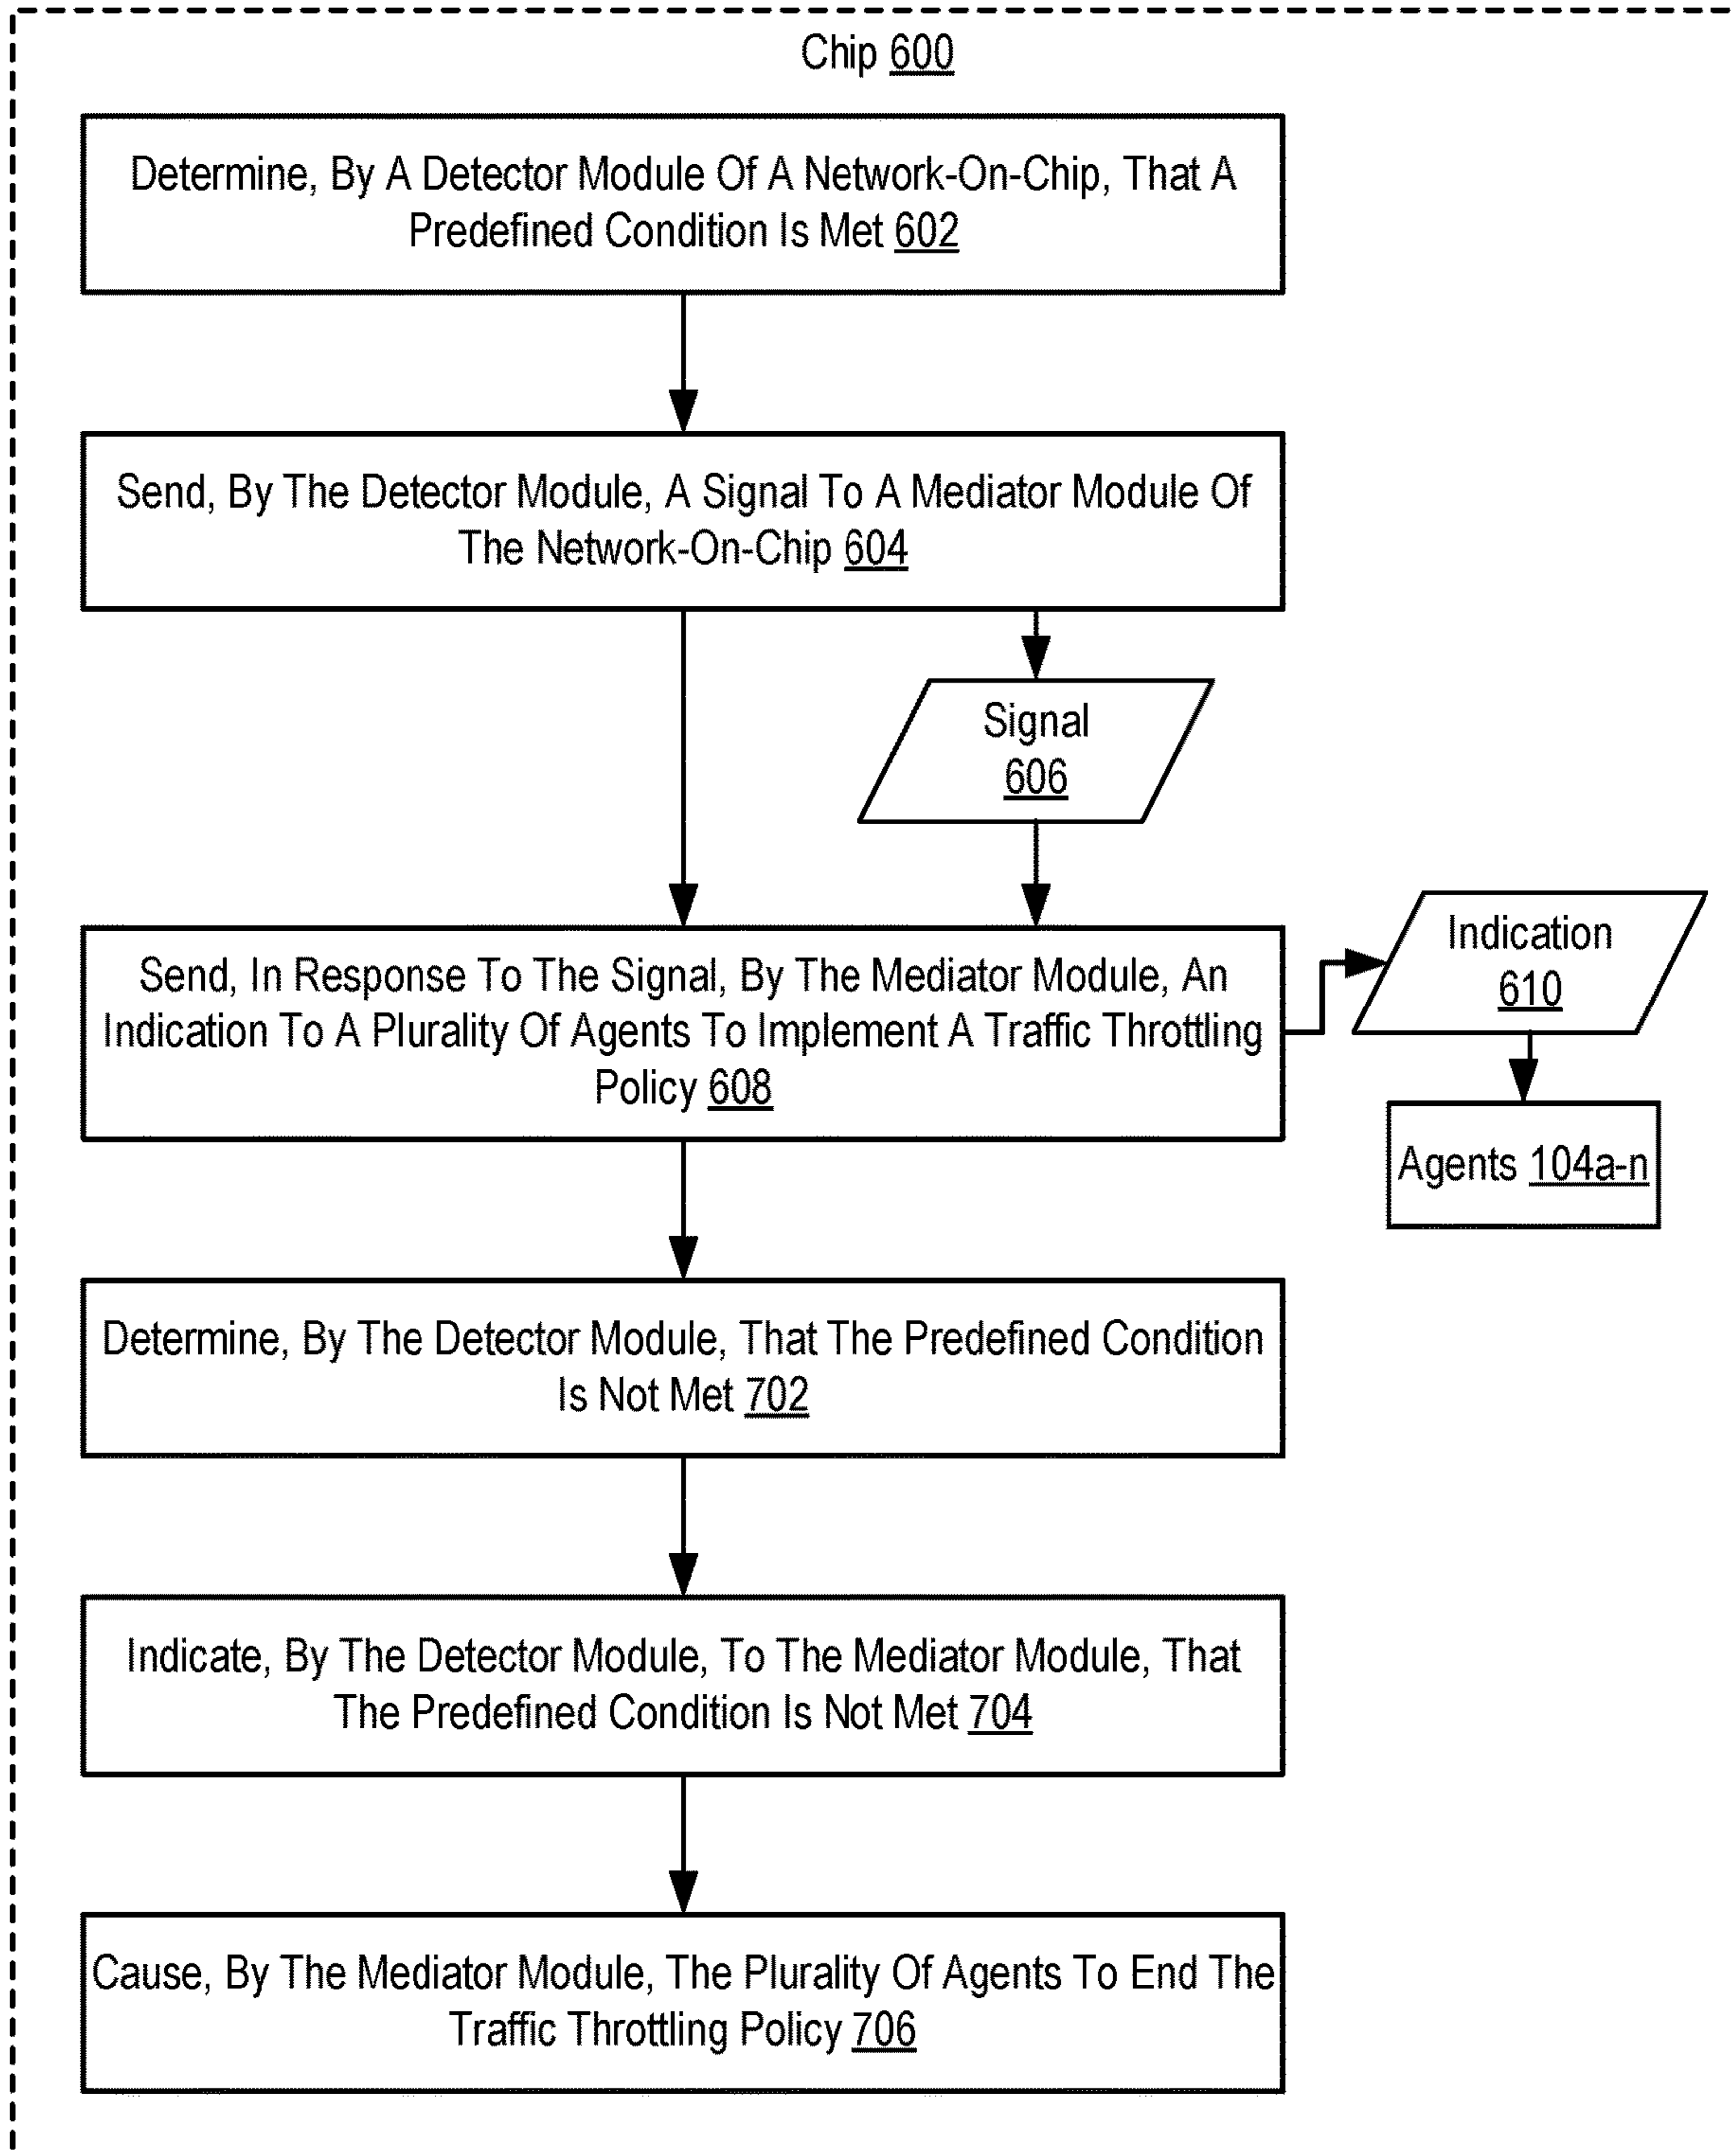 Chip 600
Determine, By A Detector Module Of A Network-On-Chip, That A
Predefined Condition Is Met 602
Send, By The Detector Module, A Signal To A Mediator Module Of
The Network-On-Chip 604
Signal
606
Send, In Response To The Signal, By The Mediator Module, An
Indication To A Plurality Of Agents To Implement A Traffic Throttling
Policy 608
Indication
610
Agents 104a-n
Determine, By The Detector Module, That The Predefined Condition
Is Not Met 702
Indicate, By The Detector Module, To The Mediator Module, That
The Predefined Condition Is Not Met 704
Cause, By The Mediator Module, The Plurality Of Agents To End The
Traffic Throttling Policy 706